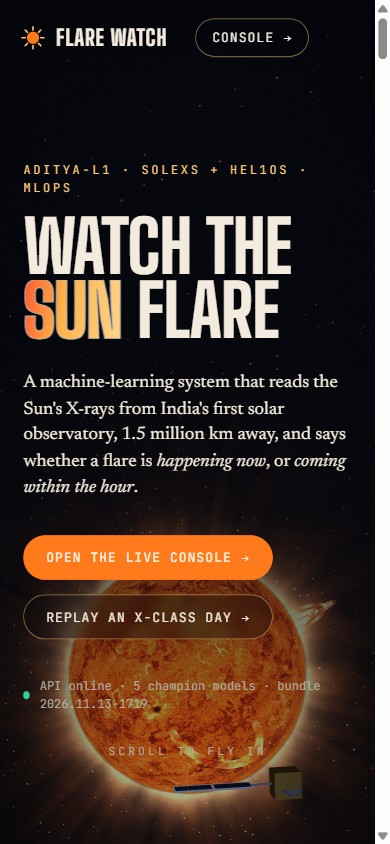 FLARE WATCH
CONSOLE →
ADITYA-L1 · SOLEXS + HEL1OS ·
MLOPS
WATCH THE
SUN FLARE
A machine-learning system that reads the
Sun's X-rays from India's first solar
observatory, 1.5 million km away, and says
whether a flare is happening now, or coming
within the hour.
OPEN THE LIVE CONSOLE →
REPLAY AN X-CLASS DAY →
API online · 5 champion models · bundle
2026.11.13-1719
SCROLL TO FLY IN